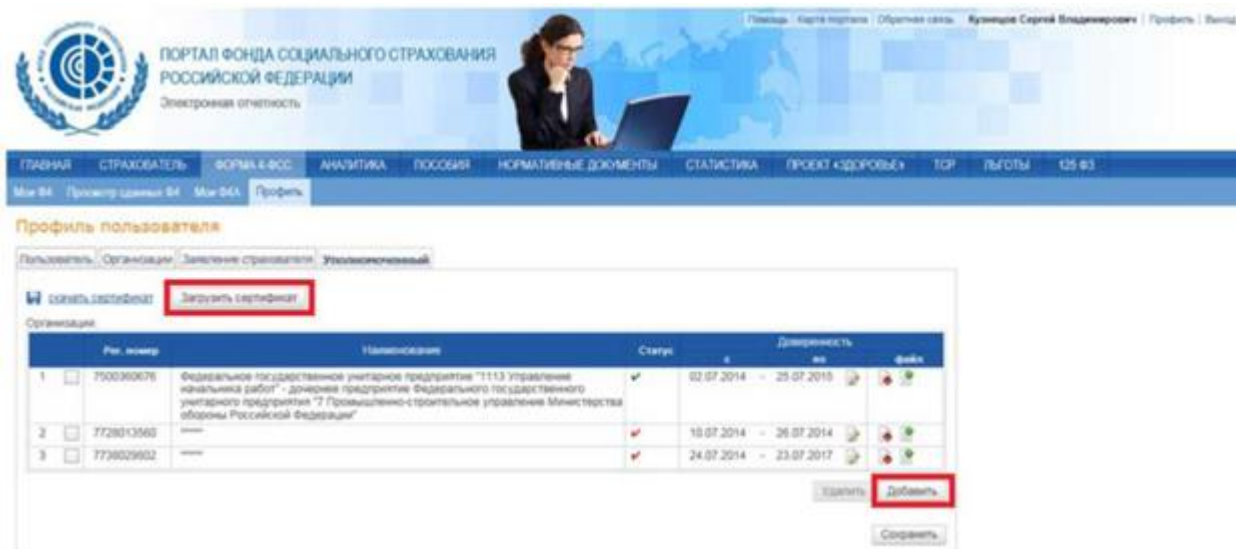 Помощь Карта портала Обратная связь Кузнецов Сергей Владимирович | Профиль | Выход
ПОРТАЛ ФОНДА СОЦИАЛЬНОГО СТРАХОВАНИЯ
РОССИЙСКОЙ ФЕДЕРАЦИИ
Электронная отчетность
ГЛАВНАЯ СТРАХОВАТЕЛЬ ФОРМА 4-ФСС АНАЛИТИКА ПОСОБИЯ НОРМАТИВНЫЕ ДОКУМЕНТЫ СТАТИСТИКА ПРОЕКТ «ЗДОРОВЬЕ» ТСР ЛЬГОТЫ 125 ФЗ
Мои Ф4 Просмотр сданных Ф4 Мои Ф4А Профиль
Профиль пользователя
Пользователь Организации Заявление страхователя Уполномоченный
скачать сертификат Загрузить сертификат
Организации:
Рег. номер Наименование Статус Доверенность
с по файл
1 7500360676 Федеральное государственное унитарное предприятие "1113 Управление
начальника работ" - дочернее предприятие Федерального государственного
унитарного предприятия "7 Промышленно-строительное управление Министерства
обороны Российской Федерации" 02.07.2014 - 25.07.2015
2 7728013560 ***** 10.07.2014 - 26.07.2014
3 7736029602 ***** 24.07.2014 - 23.07.2017
Удалить Добавить
Сохранить